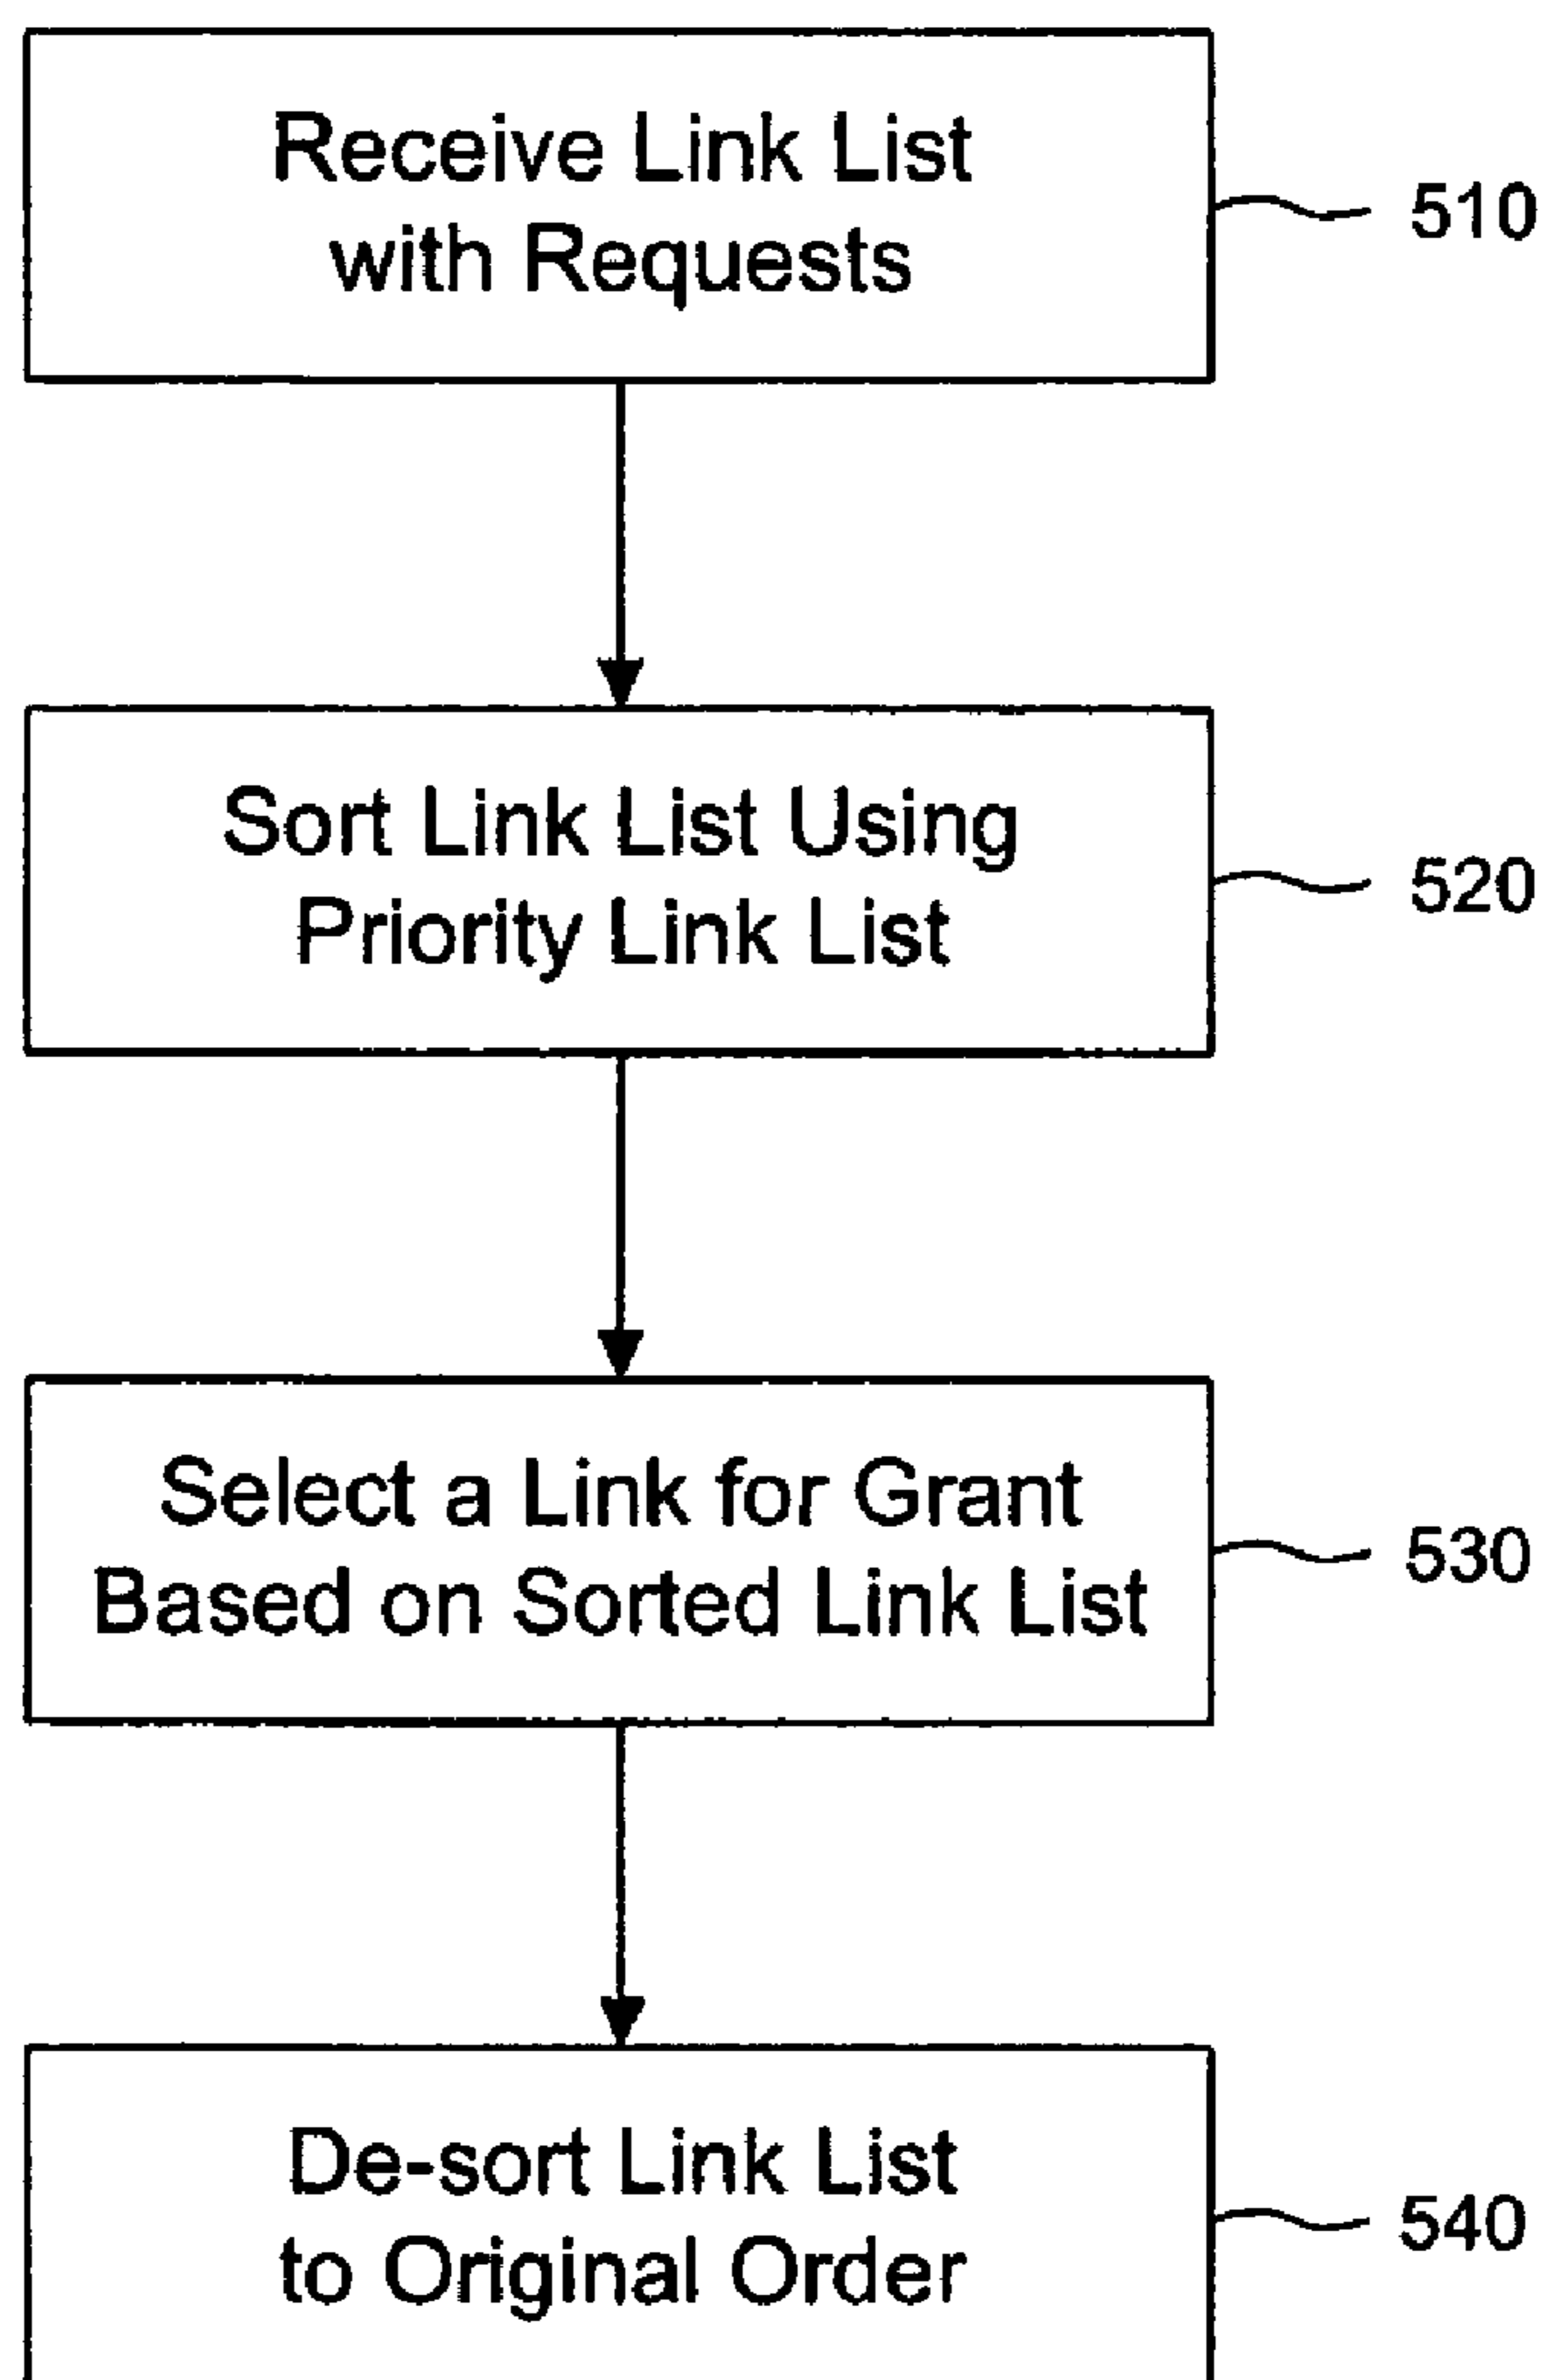 Receive Link List
with Requests
510
Sort Link List Using
Priority Link List
520
Select a Link for Grant
Based on Sorted Link List
530
De-sort Link List
to Original Order
540